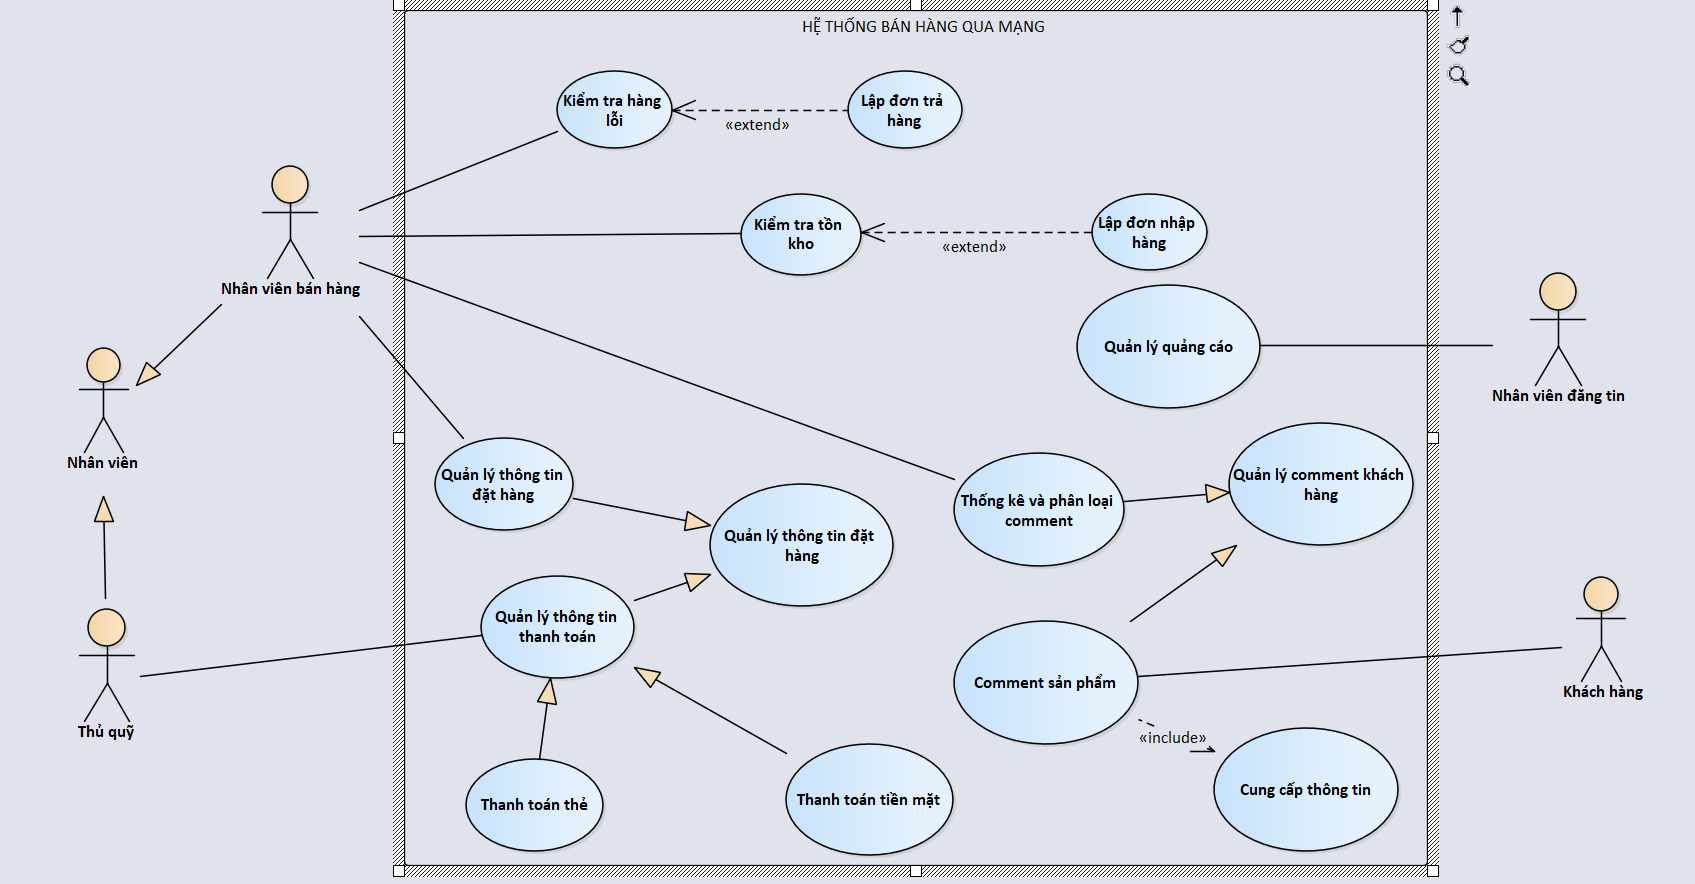 HỆ THỐNG BÁN HÀNG QUA MẠNG
Kiểm tra hàng
lỗi
«extend»
Lập đơn trả
hàng
Nhân viên bán hàng
Kiểm tra tồn
kho
«extend»
Lập đơn nhập
hàng
Quản lý quảng cáo
Nhân viên đăng tin
Nhân viên
Quản lý thông tin
đặt hàng
Quản lý thông tin đặt
hàng
Thống kê và phân loại
comment
Quản lý comment khách
hàng
Quản lý thông tin
thanh toán
Comment sản phẩm
Khách hàng
Thủ quỹ
«include»
Thanh toán thẻ
Thanh toán tiền mặt
Cung cấp thông tin